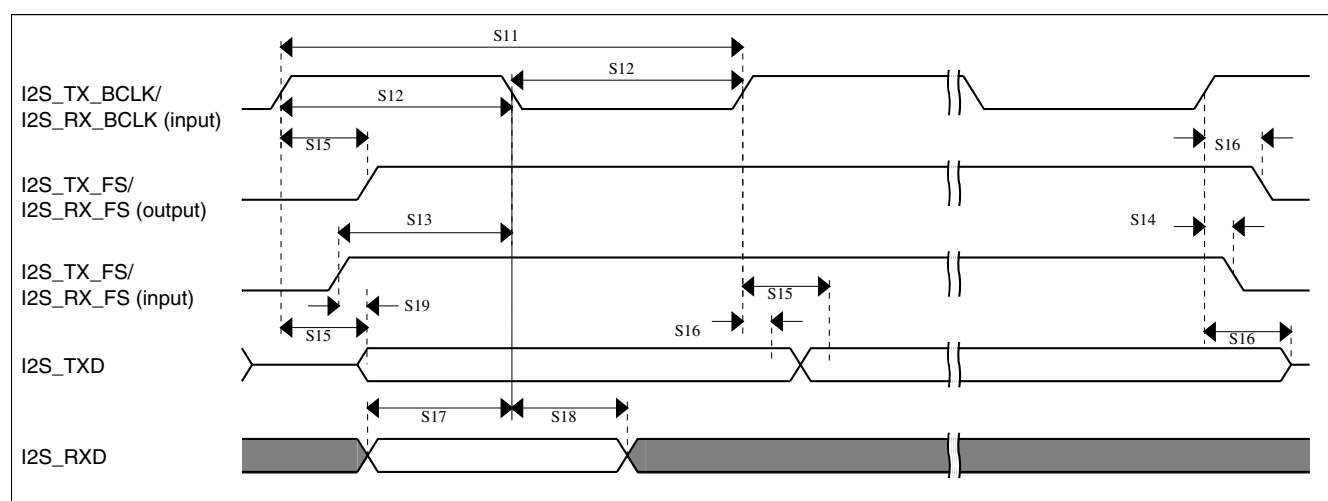 S11
S12
I2S_TX_BCLK/
I2S_RX_BCLK (input)
S12
S15
S16
I2S_TX_FS/
I2S_RX_FS (output)
S13
S14
I2S_TX_FS/
I2S_RX_FS (input)
S15
S19
S16
S15
S16
I2S_TXD
S17
S18
I2S_RXD